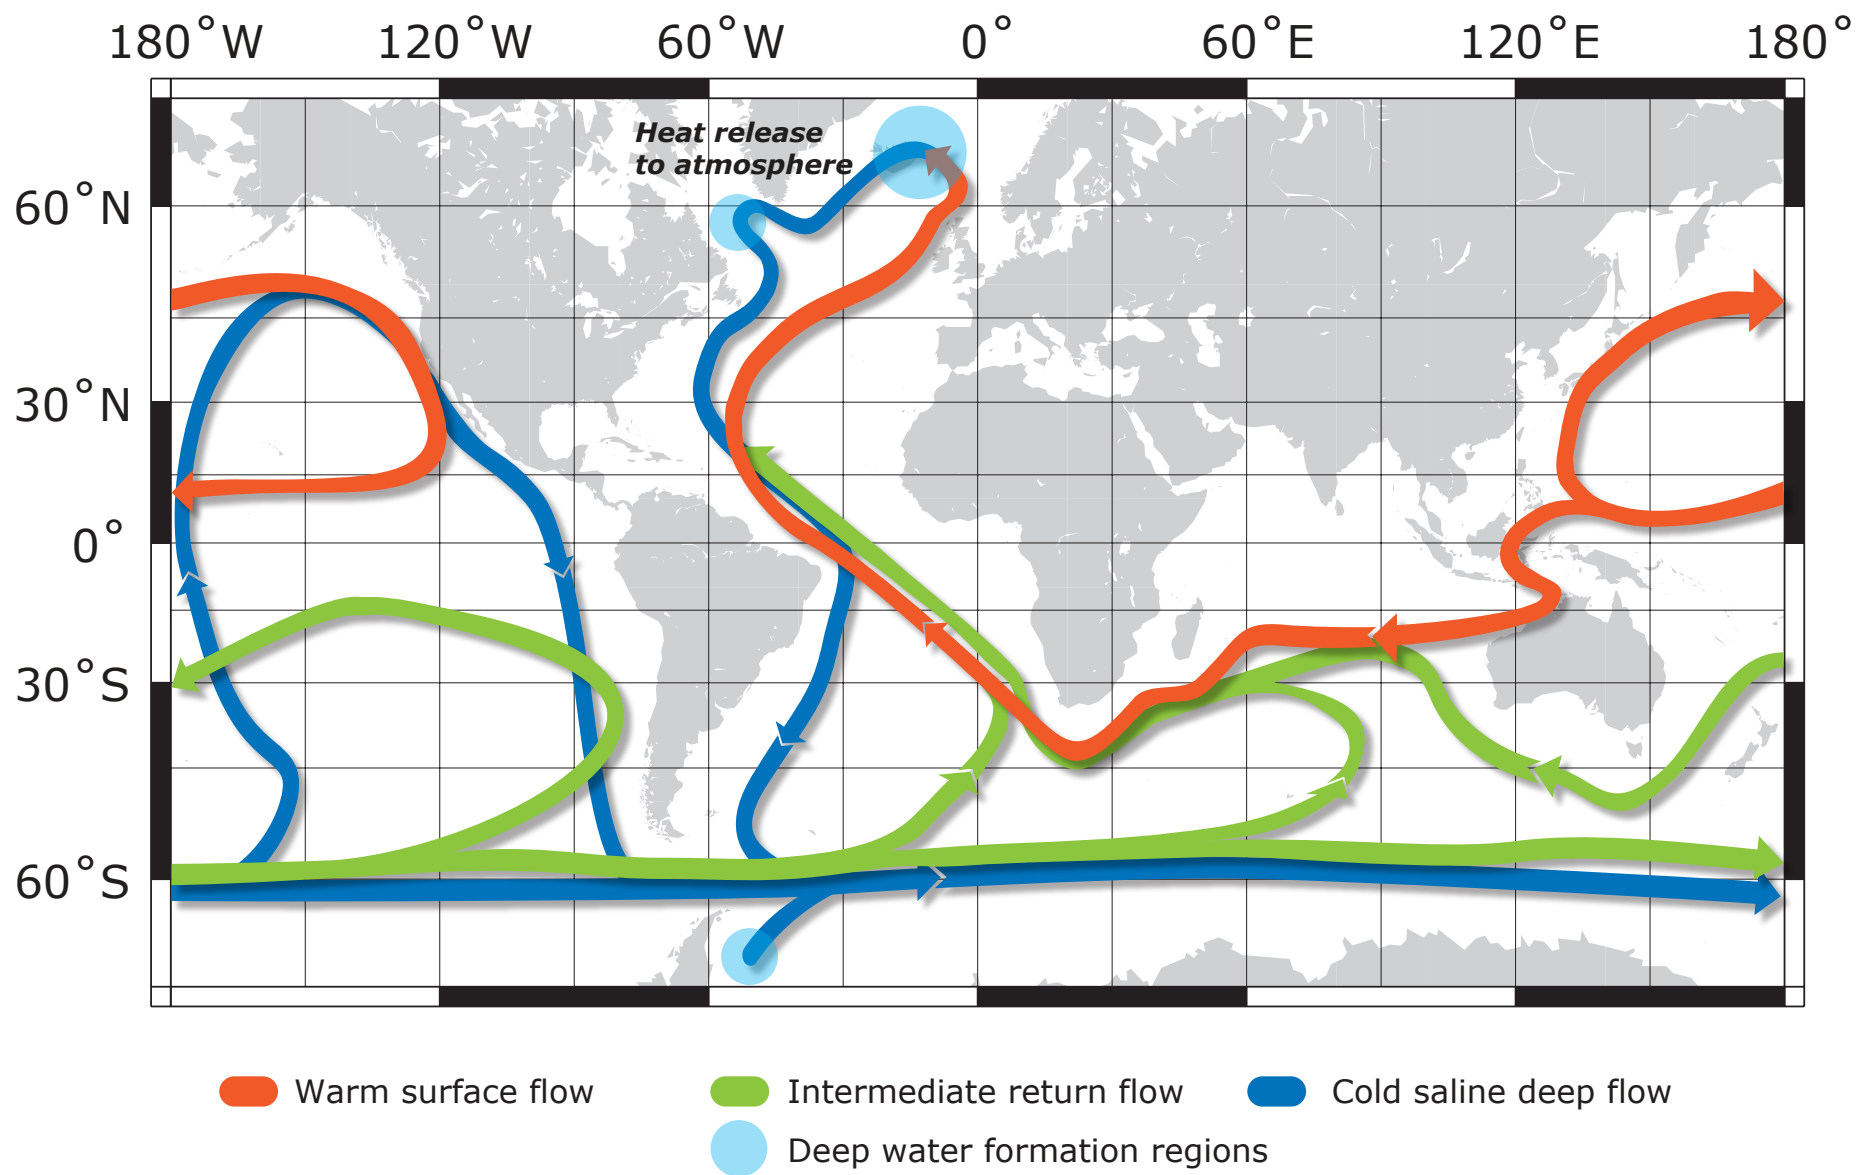 180°W 120°W 60°W 0° 60°E 120°E 180°
Heat release
to atmosphere
60°N
30°N
0°
30°S
60°S
Warm surface flow Intermediate return flow Cold saline deep flow
Deep water formation regions